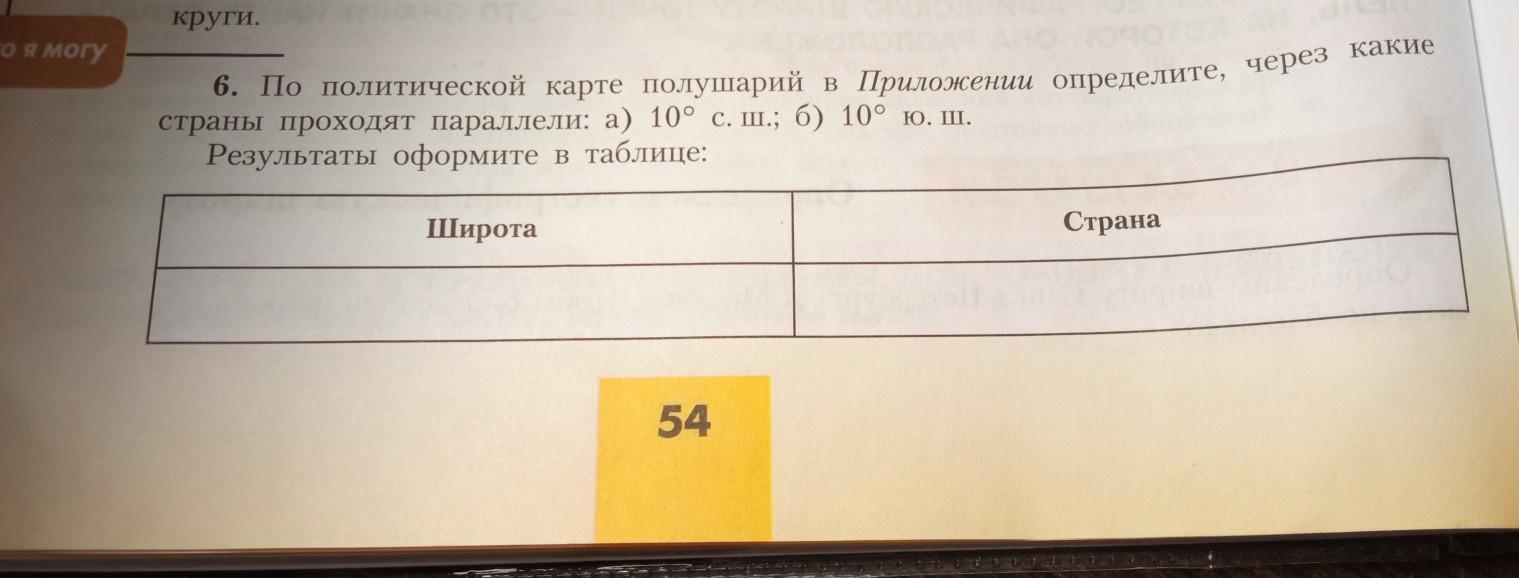 круги.
о я могу
6. По политической карте полушарий в Приложении определите, через какие
страны проходят параллели: а) 10° с. ш.; б) 10° ю. ш.
Результаты оформите в таблице:
Широта
Страна
54